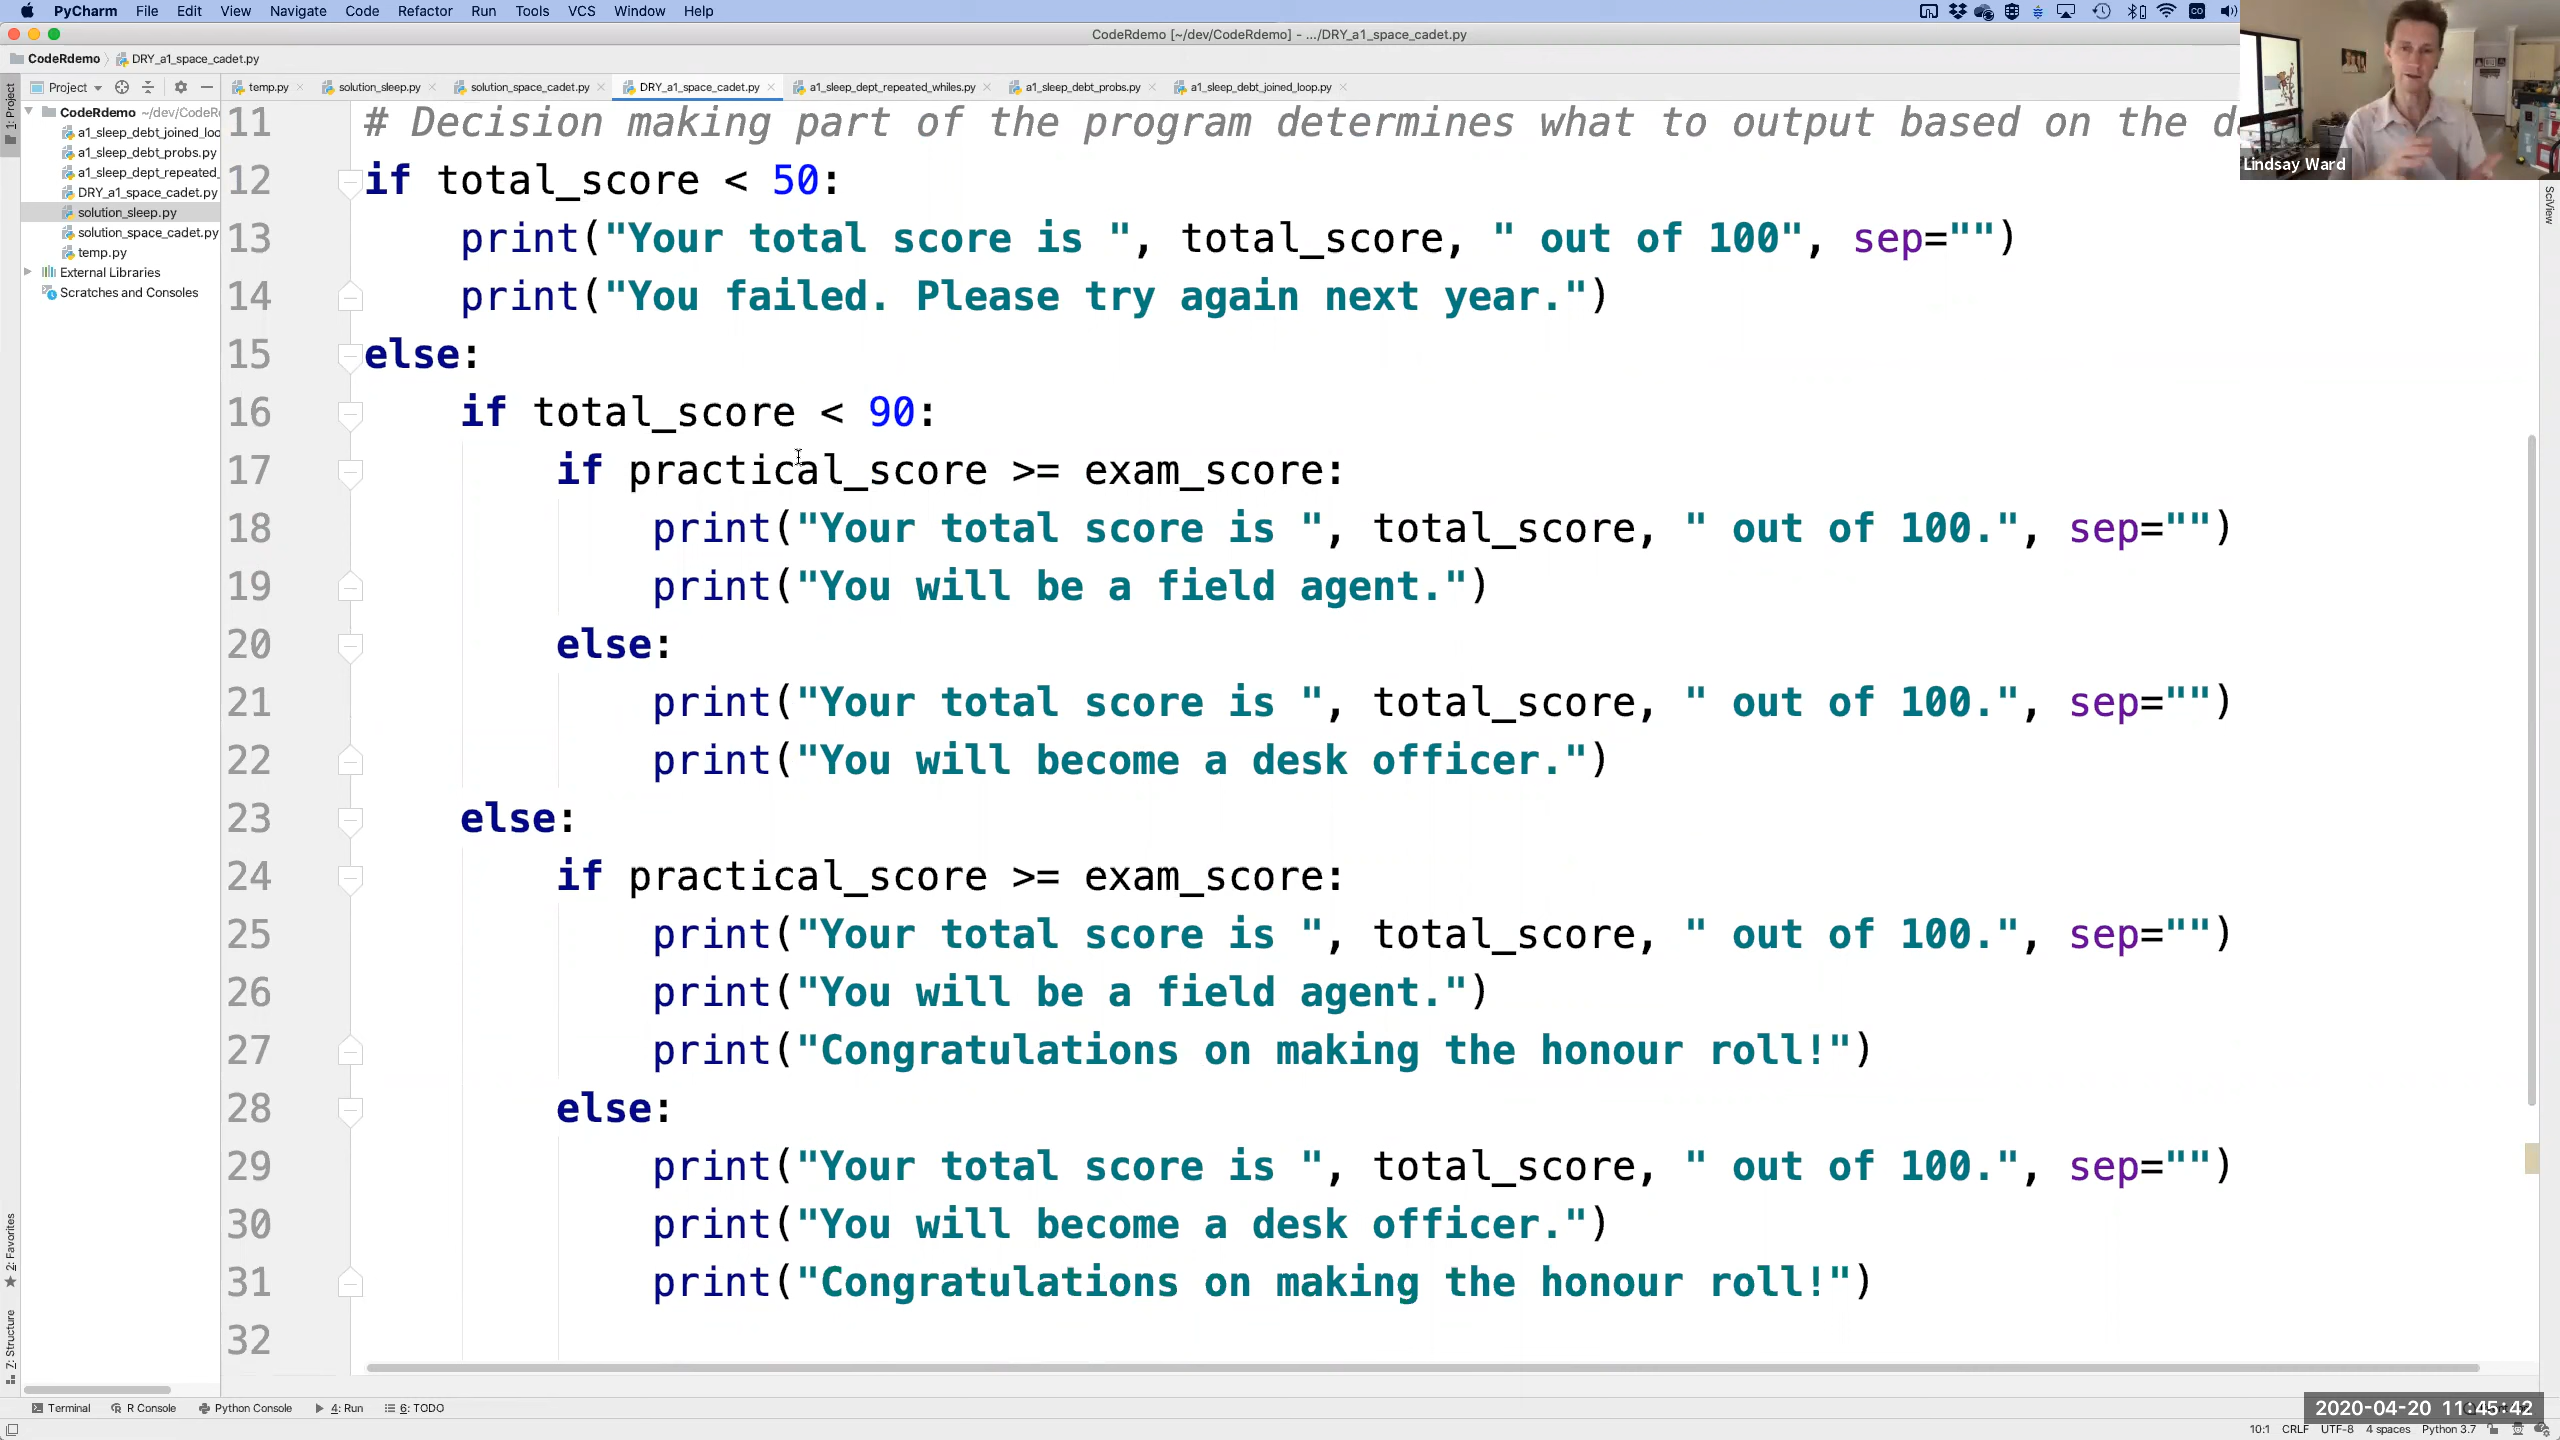 PyCharm File Edit View Navigate Code Refactor Run Tools VCS Window Help
CodeRdemo [~/dev/CodeRdemo] - .../DRY_a1_space_cadet.py
CodeRdemo DRY_a1_space_cadet.py
Project temp.py solution_sleep.py solution_space_cadet.py DRY_a1_space_cadet.py a1_sleep_dept_repeated_whiles.py a1_sleep_debt_probs.py a1_sleep_debt_joined_loop.py
1: Project
CodeRdemo ~/dev/CodeR
a1_sleep_debt_joined_loo
a1_sleep_debt_probs.py
a1_sleep_dept_repeated_
DRY_a1_space_cadet.py
solution_sleep.py
solution_space_cadet.py
temp.py
External Libraries
Scratches and Consoles
2: Favorites
7: Structure
11 # Decision making part of the program determines what to output based on the d
12 if total_score < 50:
13 print("Your total score is ", total_score, " out of 100", sep="")
14 print("You failed. Please try again next year.")
15 else:
16 if total_score < 90:
17 if practical_score >= exam_score:
18 print("Your total score is ", total_score, " out of 100.", sep="")
19 print("You will be a field agent.")
20 else:
21 print("Your total score is ", total_score, " out of 100.", sep="")
22 print("You will become a desk officer.")
23 else:
24 if practical_score >= exam_score:
25 print("Your total score is ", total_score, " out of 100.", sep="")
26 print("You will be a field agent.")
27 print("Congratulations on making the honour roll!")
28 else:
29 print("Your total score is ", total_score, " out of 100.", sep="")
30 print("You will become a desk officer.")
31 print("Congratulations on making the honour roll!")
32
Lindsay Ward
SciView
Terminal R Console Python Console 4: Run 6: TODO
2020-04-20 11:45:42
10:1 CRLF UTF-8 4 spaces Python 3.7